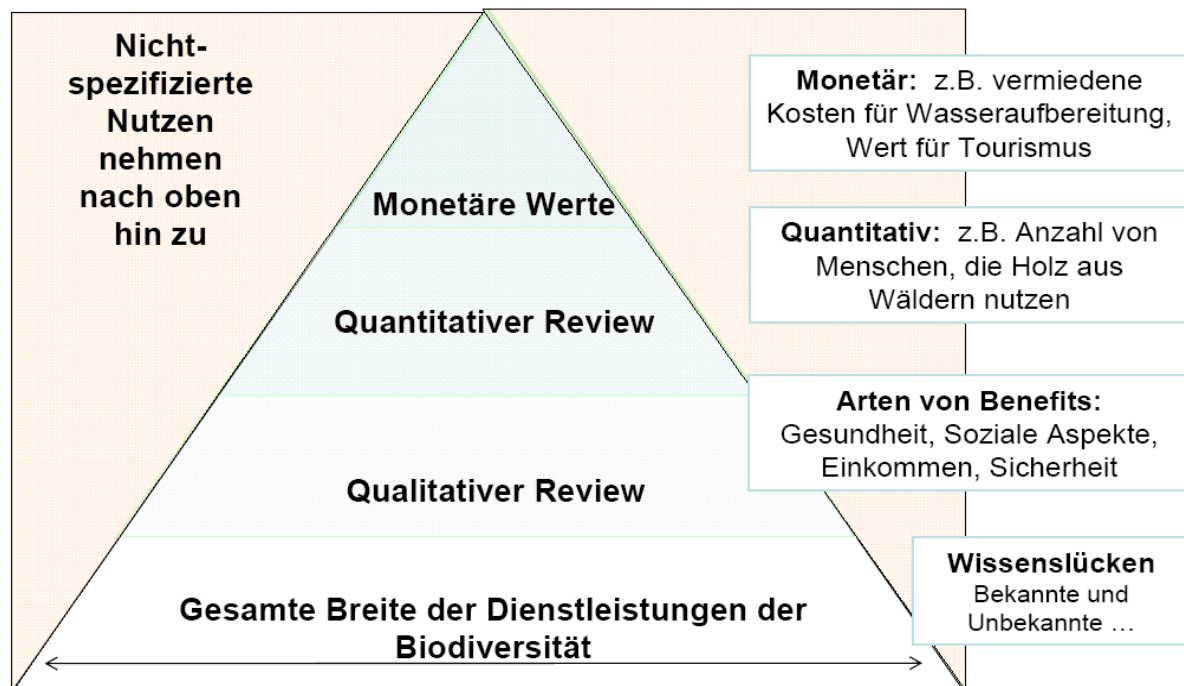 Nicht-
spezifizierte
Nutzen
nehmen
nach oben
hin zu
Monetäre Werte
Quantitativer Review
Qualitativer Review
Gesamte Breite der Dienstleistungen der
Biodiversität
Monetär: z.B. vermiedene
Kosten für Wasseraufbereitung,
Wert für Tourismus
Quantitativ: z.B. Anzahl von
Menschen, die Holz aus
Wäldern nutzen
Arten von Benefits:
Gesundheit, Soziale Aspekte,
Einkommen, Sicherheit
Wissenslücken
Bekannte und
Unbekannte …